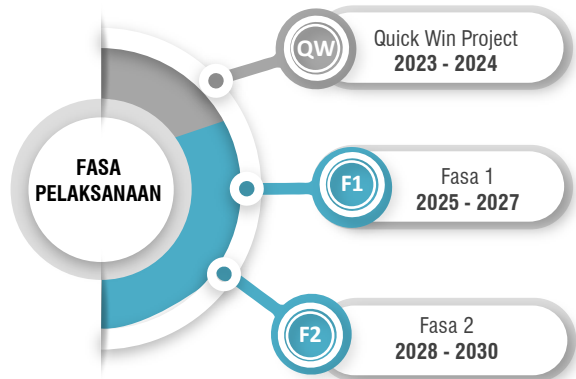 FASA
PELAKSANAAN
QW
Quick Win Project
2023 - 2024
F1
Fasa 1
2025 - 2027
F2
Fasa 2
2028 - 2030